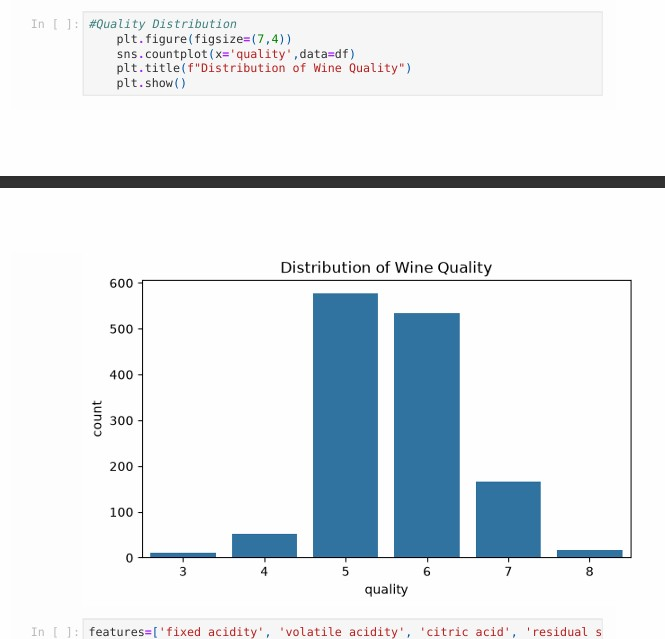 In [ ]: #Quality Distribution
plt.figure(figsize=(7,4))
sns.countplot(x='quality',data=df)
plt.title(f"Distribution of Wine Quality")
plt.show()
Distribution of Wine Quality
600
500
400
300
200
100
0
count
3 4 5 6 7 8
quality
In [ ]: features=['fixed acidity', 'volatile acidity', 'citric acid', 'residual s